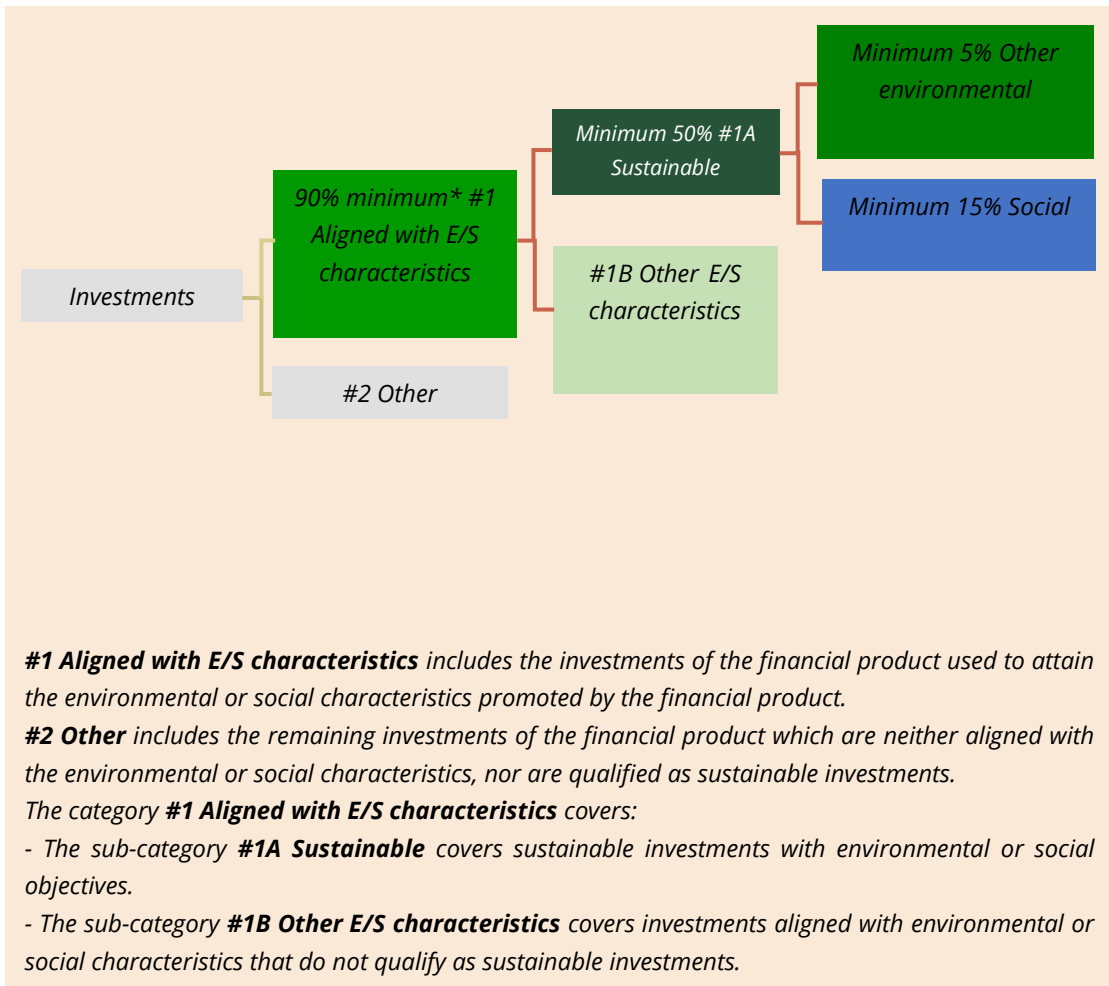 Minimum 5% Other
environmental
Minimum 50% #1A
Sustainable
90% minimum* #1
Aligned with E/S
characteristics
Minimum 15% Social
#1B Other E/S
characteristics
Investments
#2 Other
#1 Aligned with E/S characteristics includes the investments of the financial product used to attain
the environmental or social characteristics promoted by the financial product.
#2 Other includes the remaining investments of the financial product which are neither aligned with
the environmental or social characteristics, nor are qualified as sustainable investments.
The category #1 Aligned with E/S characteristics covers:
- The sub-category #1A Sustainable covers sustainable investments with environmental or social
objectives.
- The sub-category #1B Other E/S characteristics covers investments aligned with environmental or
social characteristics that do not qualify as sustainable investments.